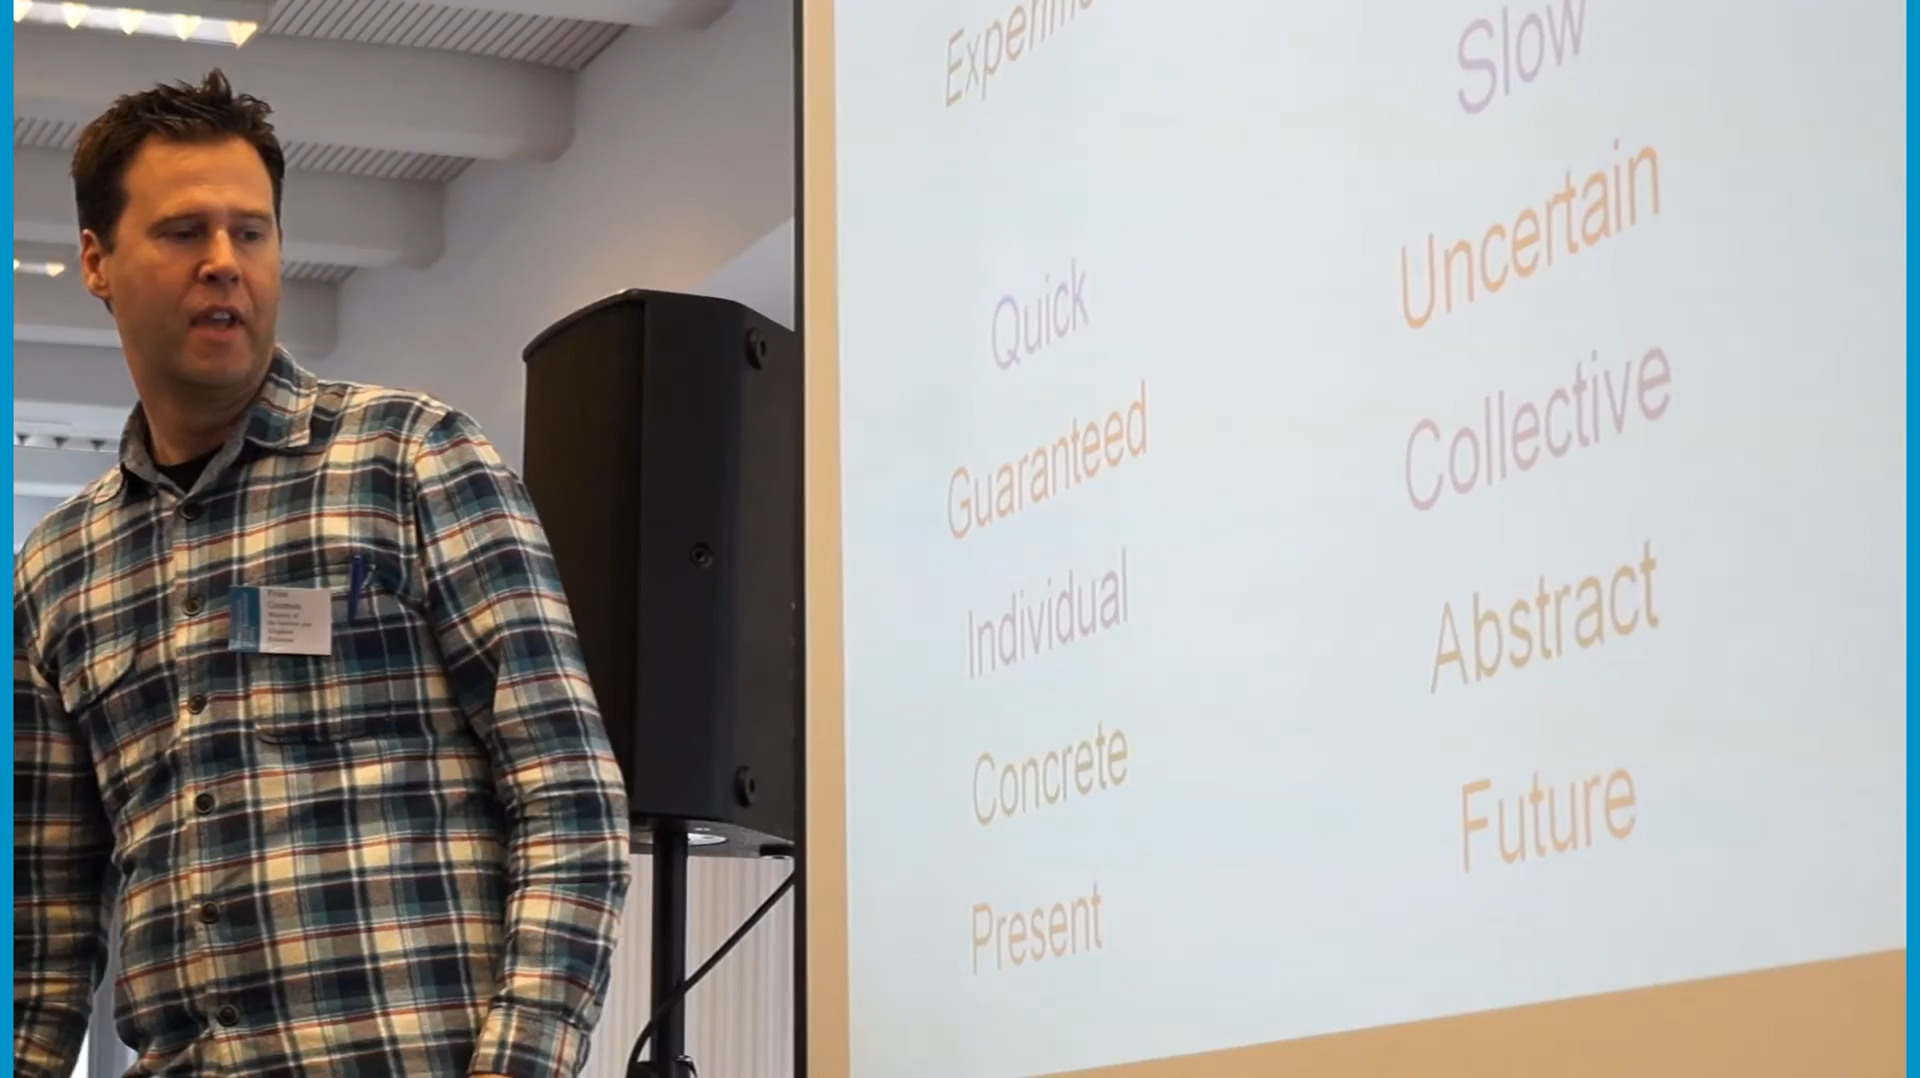 Slow
Quick
Uncertain
Guaranteed
Collective
Individual
Abstract
Concrete
Future
Present